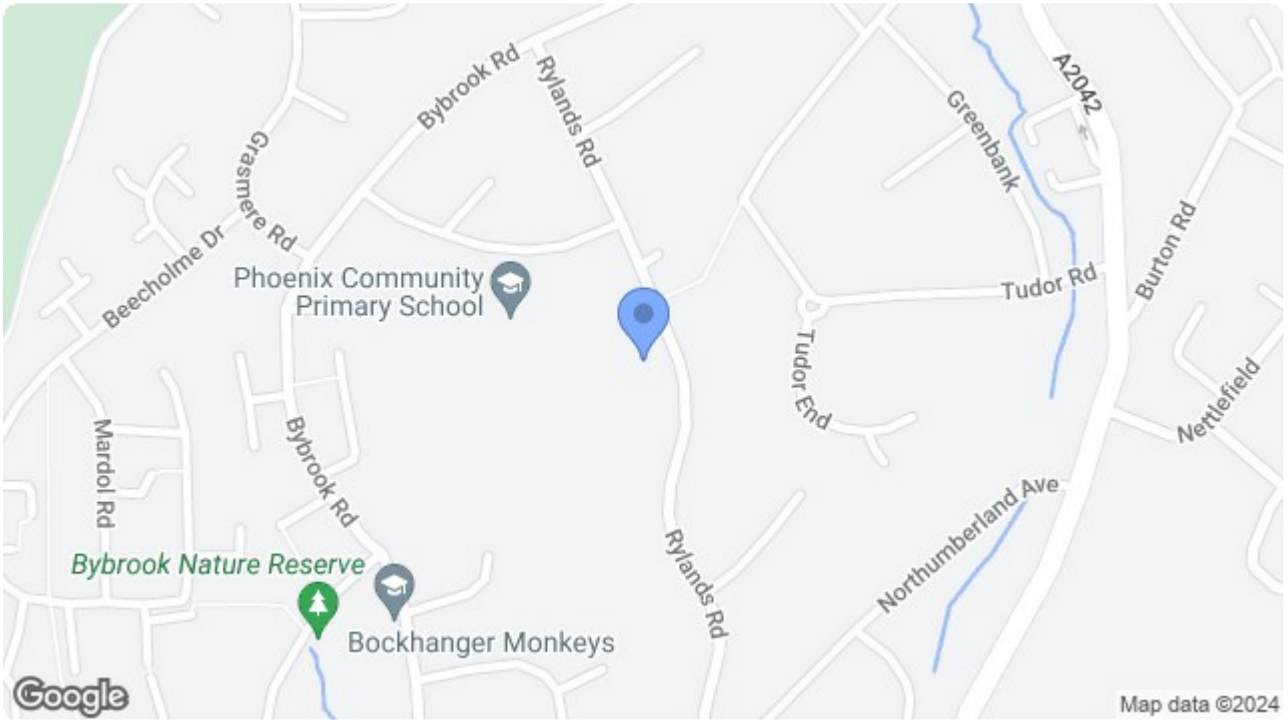 Bybrook Rd
Rylands Rd
A2042
Greenbank
Grasmere Rd
Beecholme Dr
Burton Rd
Phoenix Community
Primary School
Tudor Rd
Tudor End
Nettlefield
Mardol Rd
Bybrook Rd
Northumberland Ave
Rylands Rd
Bybrook Nature Reserve
Bockhanger Monkeys
Google
Map data ©2024